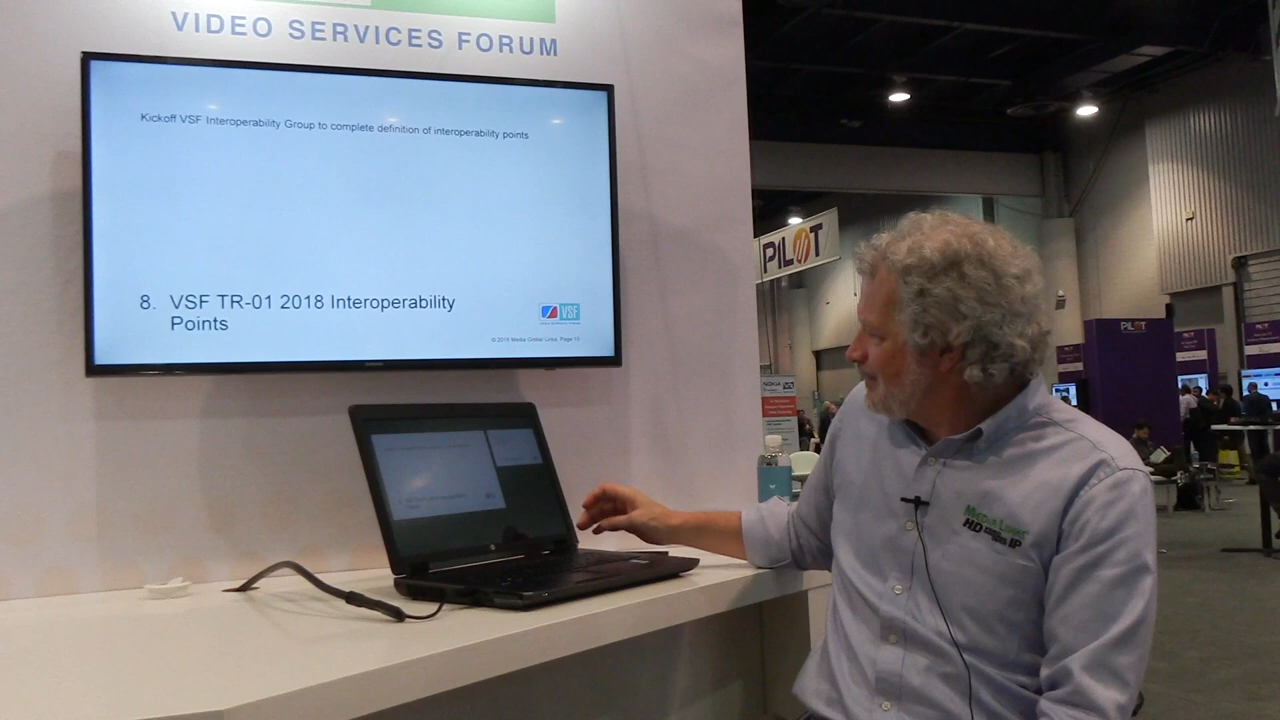 VIDEO SERVICES FORUM
Kickoff VSF Interoperability Group to complete definition of interoperability points
8. VSF TR-01 2018 Interoperability
Points
VSF
© 2018 Media Global Links, Page 10
PILOT
PILOT
NOKIA
MEDIA LINKS
HD IP